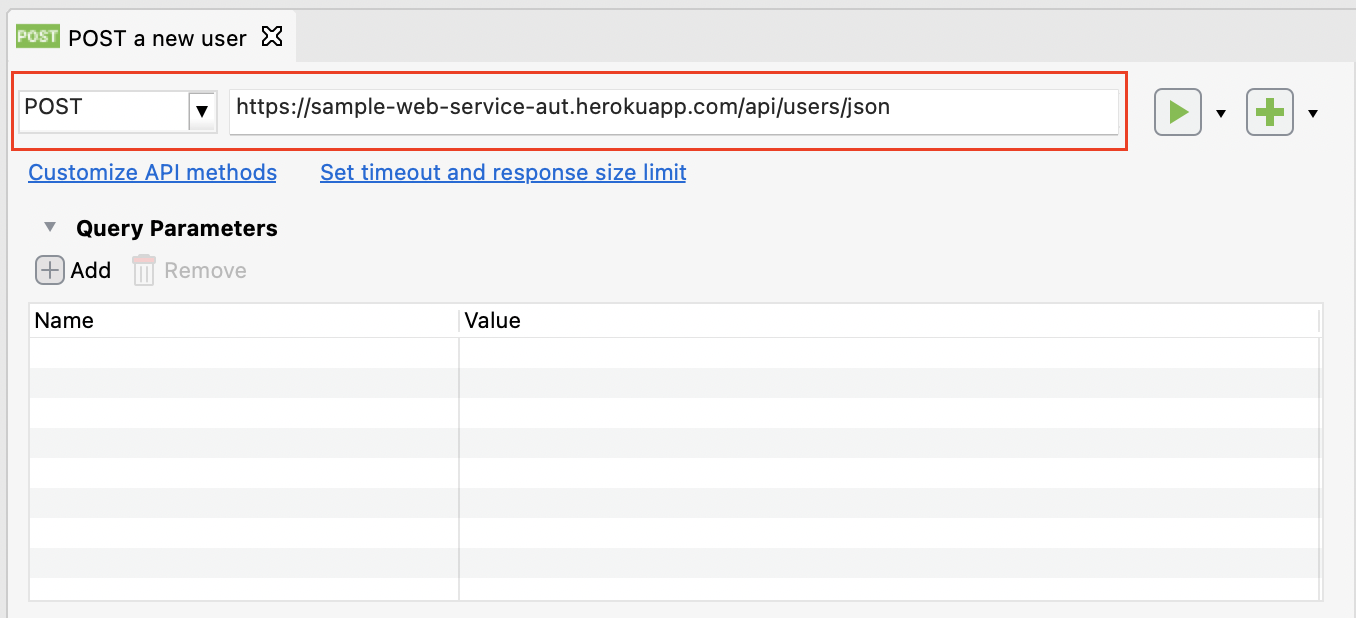 POST POST a new user
POST https://sample-web-service-aut.herokuapp.com/api/users/json
Customize API methods Set timeout and response size limit
Query Parameters
Add Remove
Name Value